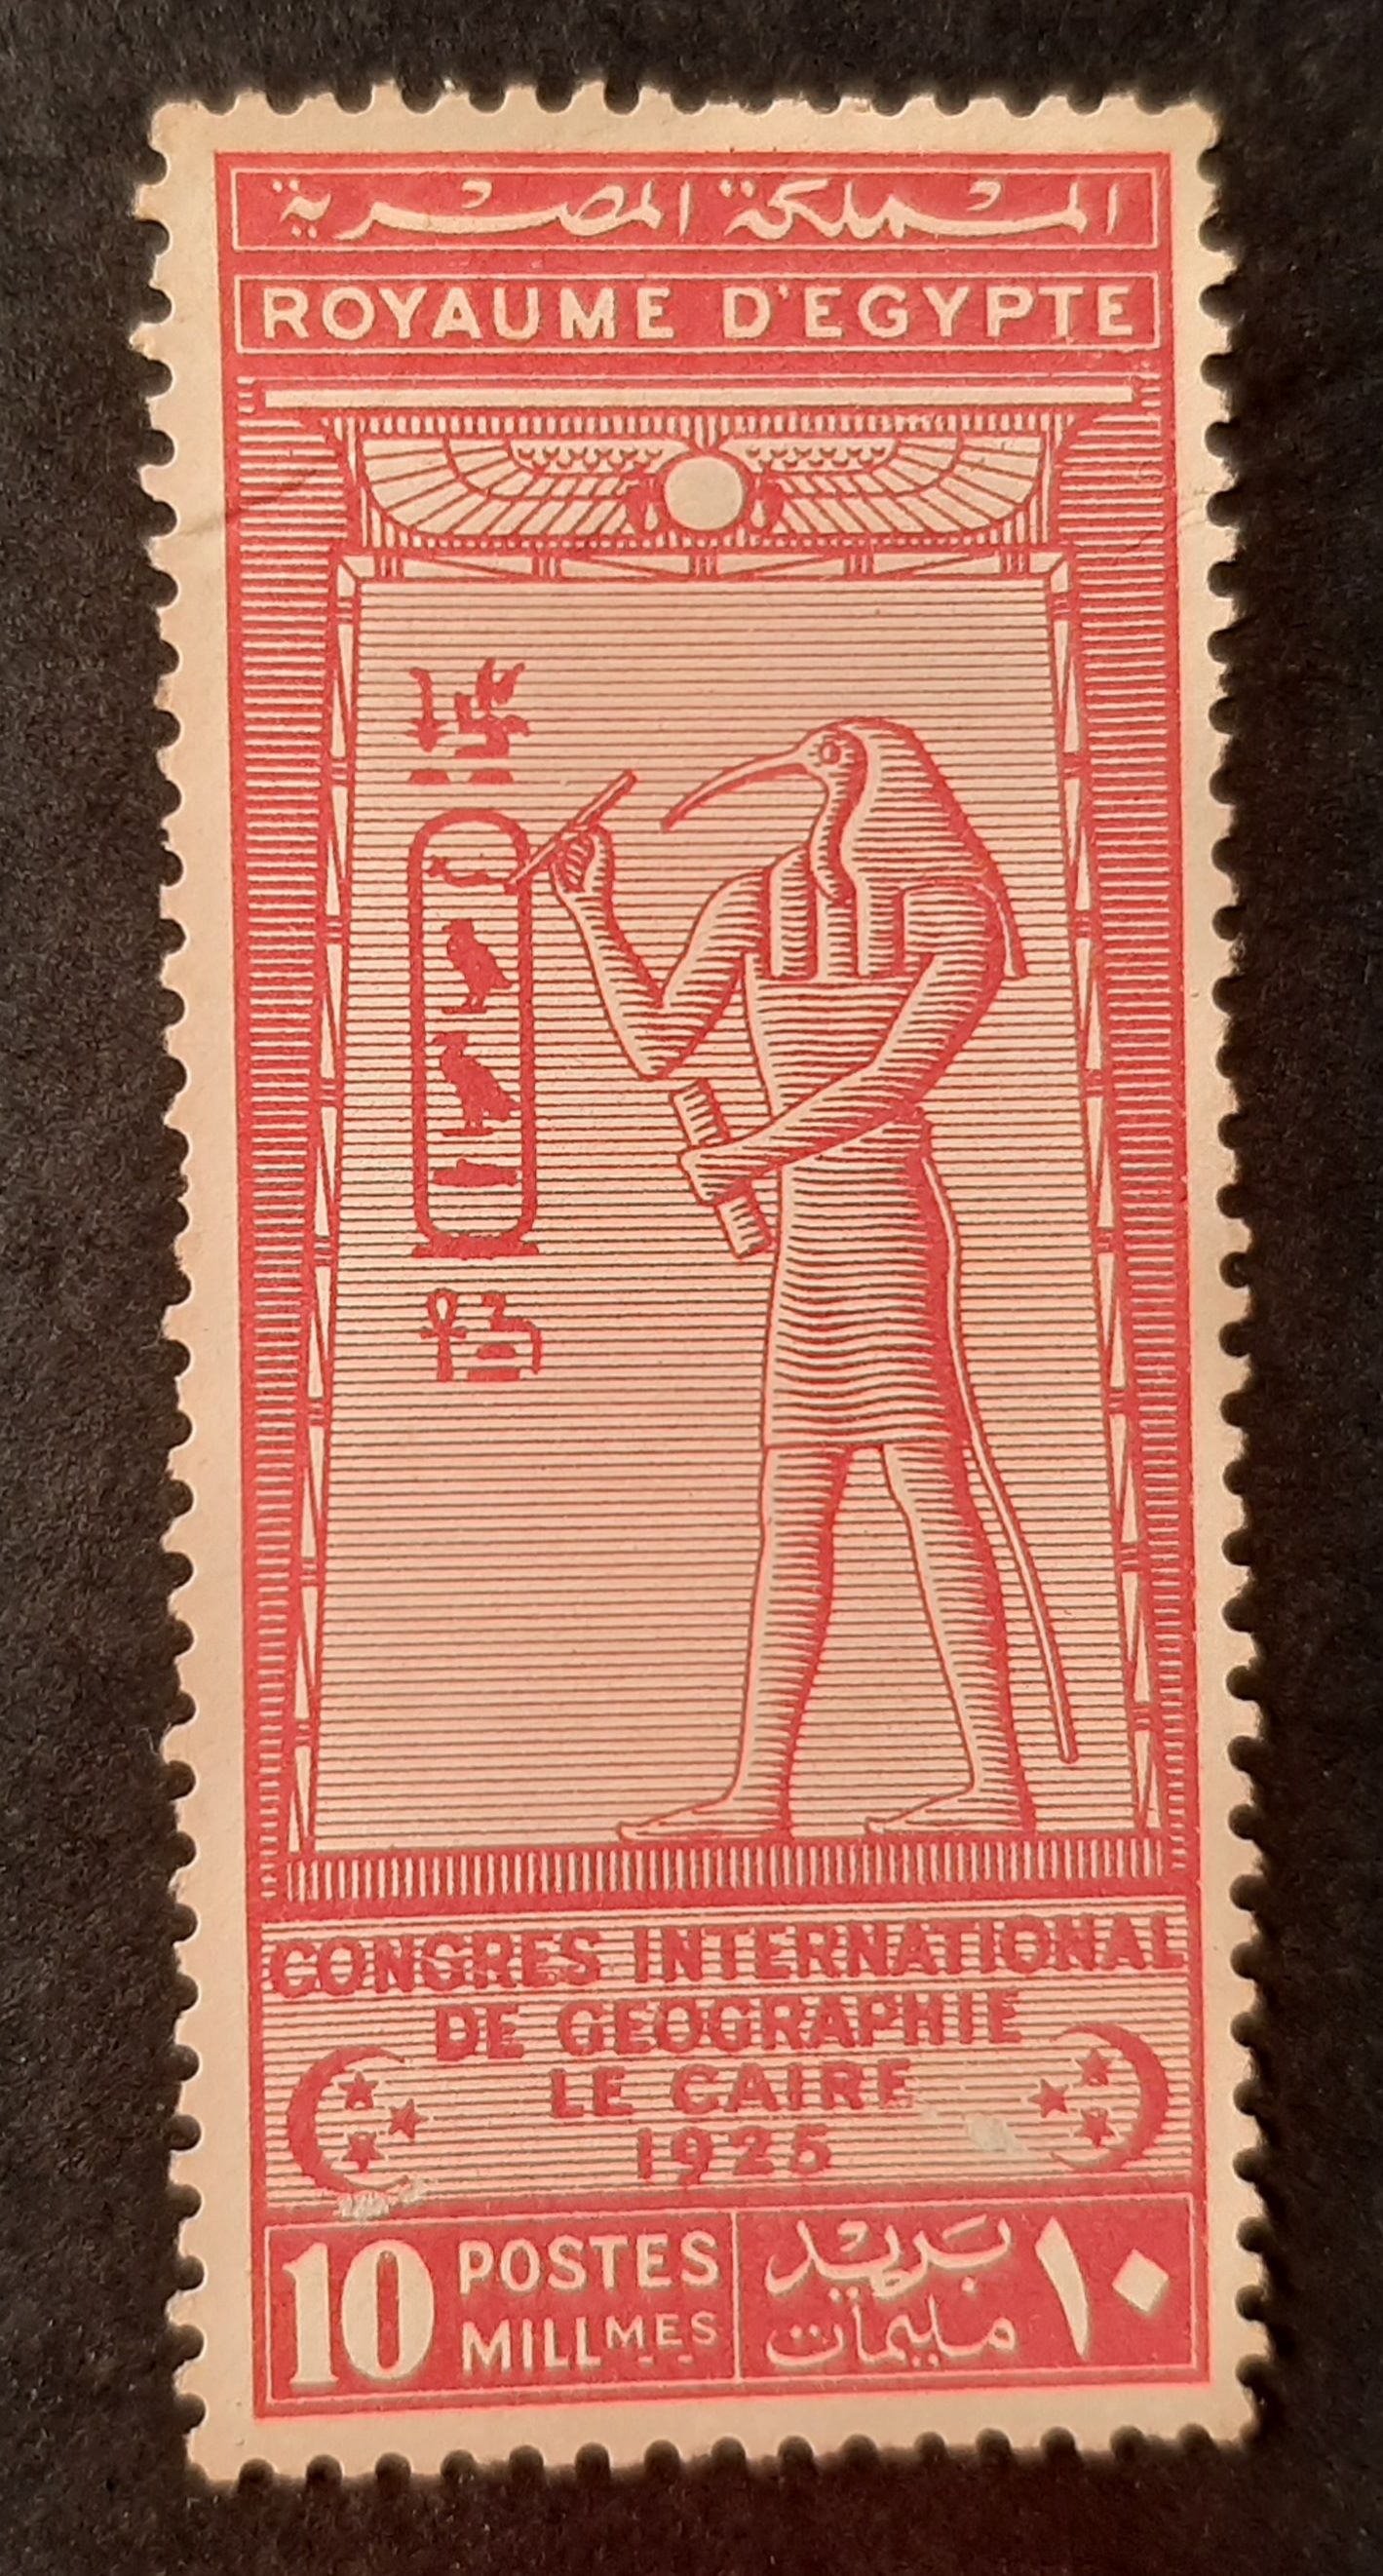 المملكة المصرية
ROYAUME D'EGYPTE
CONGRES INTERNATIONAL
DE GEOGRAPHIE
LE CAIRE
1925
10 POSTES
MILLMES
بريد ١٠
مليمات